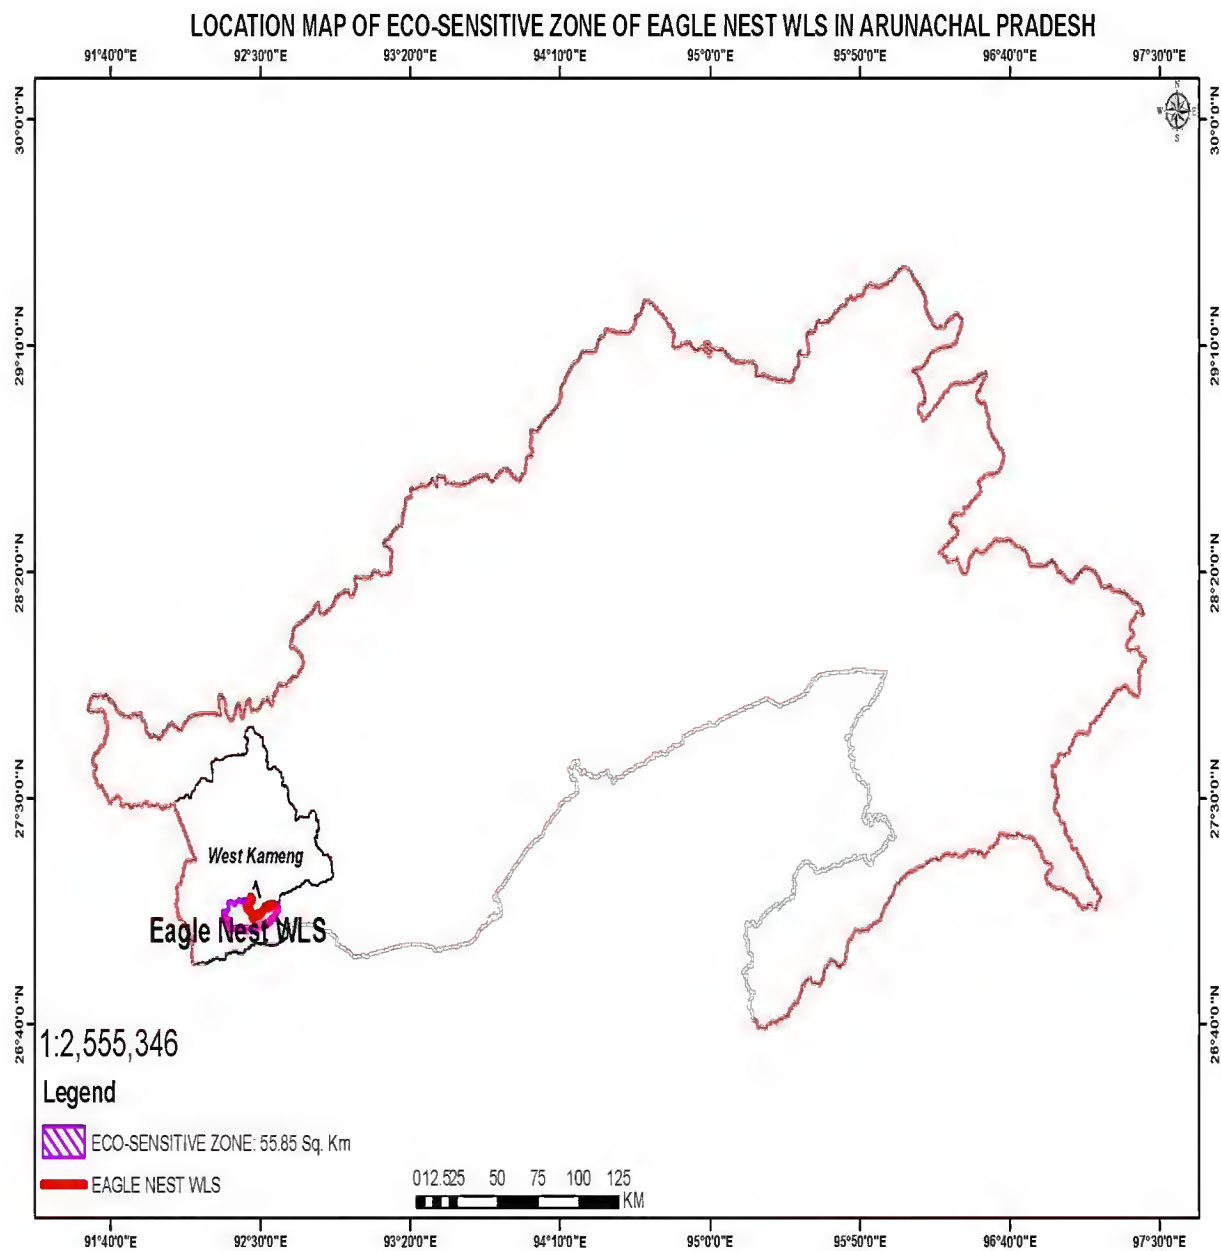 LOCATION MAP OF ECO-SENSITIVE ZONE OF EAGLE NEST WLS IN ARUNACHAL PRADESH
91°40'0"E 92°30'0"E 93°20'0"E 94°10'0"E 95°0'0"E 95°50'0"E 96°40'0"E 97°30'0"E
N
W E
S
30°0'0"N 30°0'0"N
29°10'0"N 29°10'0"N
28°20'0"N 28°20'0"N
27°30'0"N 27°30'0"N
West Kameng
Eagle Nest WLS
26°40'0"N 26°40'0"N
1:2,555,346
Legend
ECO-SENSITIVE ZONE: 55.85 Sq. Km
EAGLE NEST WLS
012.525 50 75 100 125
KM
91°40'0"E 92°30'0"E 93°20'0"E 94°10'0"E 95°0'0"E 95°50'0"E 96°40'0"E 97°30'0"E